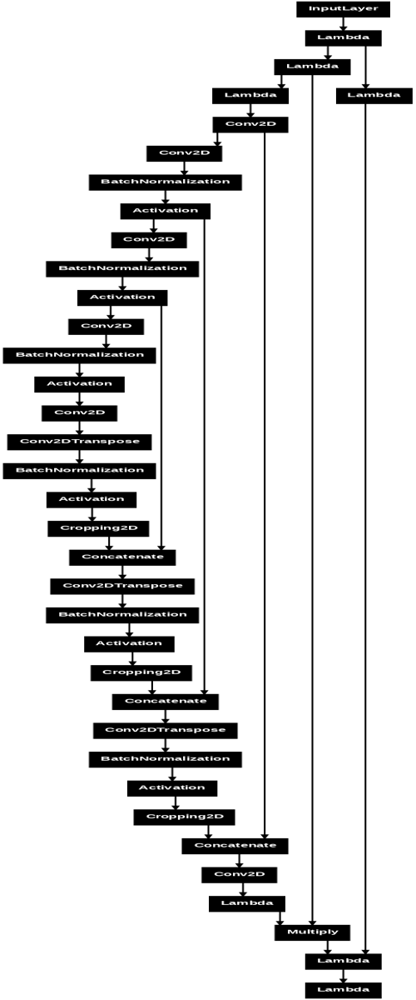 InputLayer
Lambda
Lambda
Lambda
Lambda
Conv2D
Conv2D
BatchNormalization
Activation
Conv2D
BatchNormalization
Activation
Conv2D
BatchNormalization
Activation
Conv2D
Conv2DTranspose
BatchNormalization
Activation
Cropping2D
Concatenate
Conv2DTranspose
BatchNormalization
Activation
Cropping2D
Concatenate
Conv2DTranspose
BatchNormalization
Activation
Cropping2D
Concatenate
Conv2D
Lambda
Multiply
Lambda
Lambda